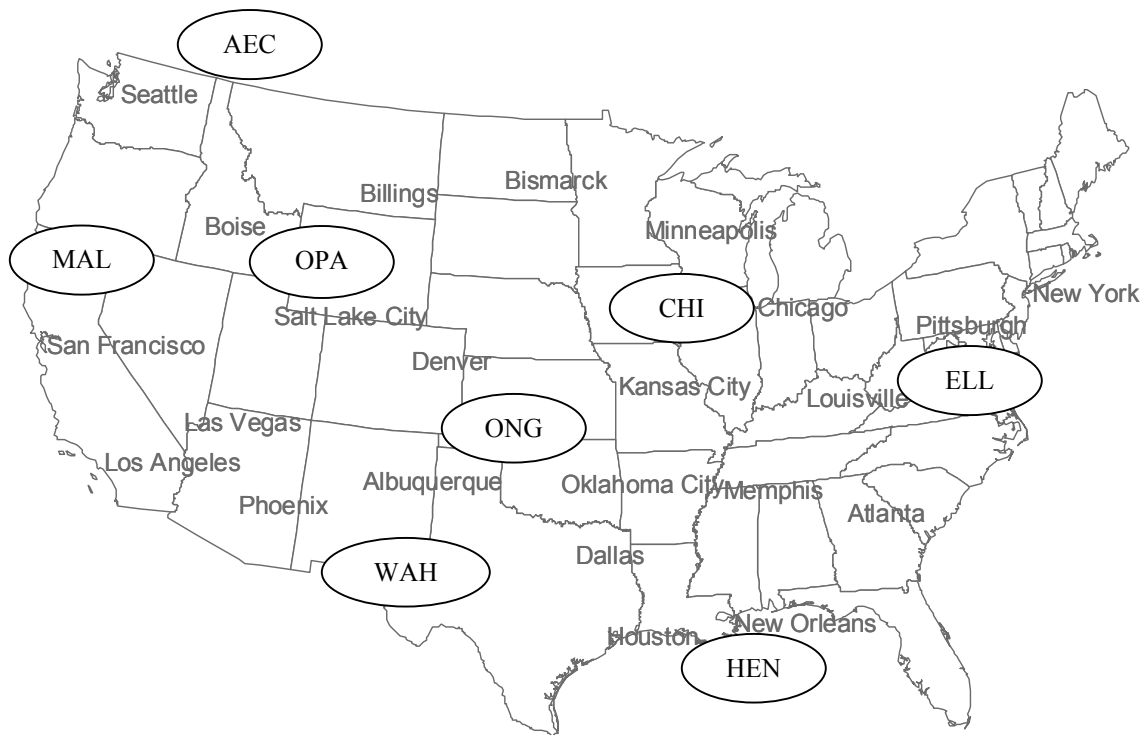 AEC
Seattle
Bismarck
Billings
Boise
Minneapolis
MAL
OPA
New York
CHI
Chicago
Salt Lake City
Pittsburgh
San Francisco
Denver
ELL
Kansas City
Louisville
Las Vegas
ONG
Los Angeles
Albuquerque
Oklahoma City
Memphis
Phoenix
Atlanta
Dallas
WAH
New Orleans
Houston
HEN